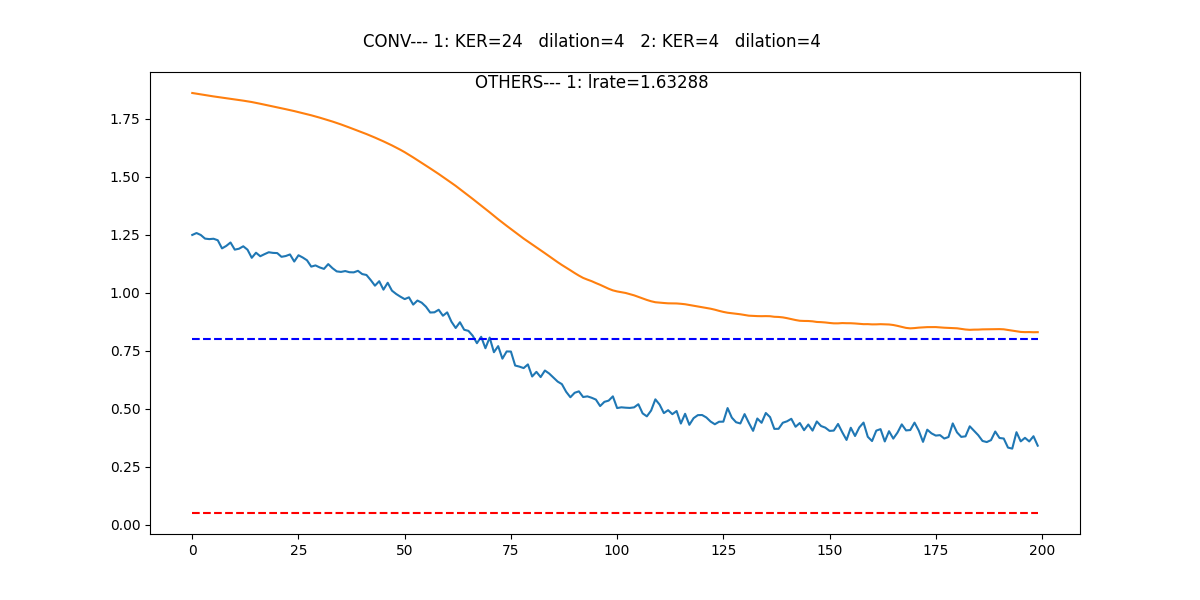 CONV--- 1: KER=24   dilation=4   2: KER=4   dilation=4
OTHERS--- 1: lrate=1.63288
1.75
1.50
1.25
1.00
0.75
0.50
0.25
0.00
0 25 50 75 100 125 150 175 200